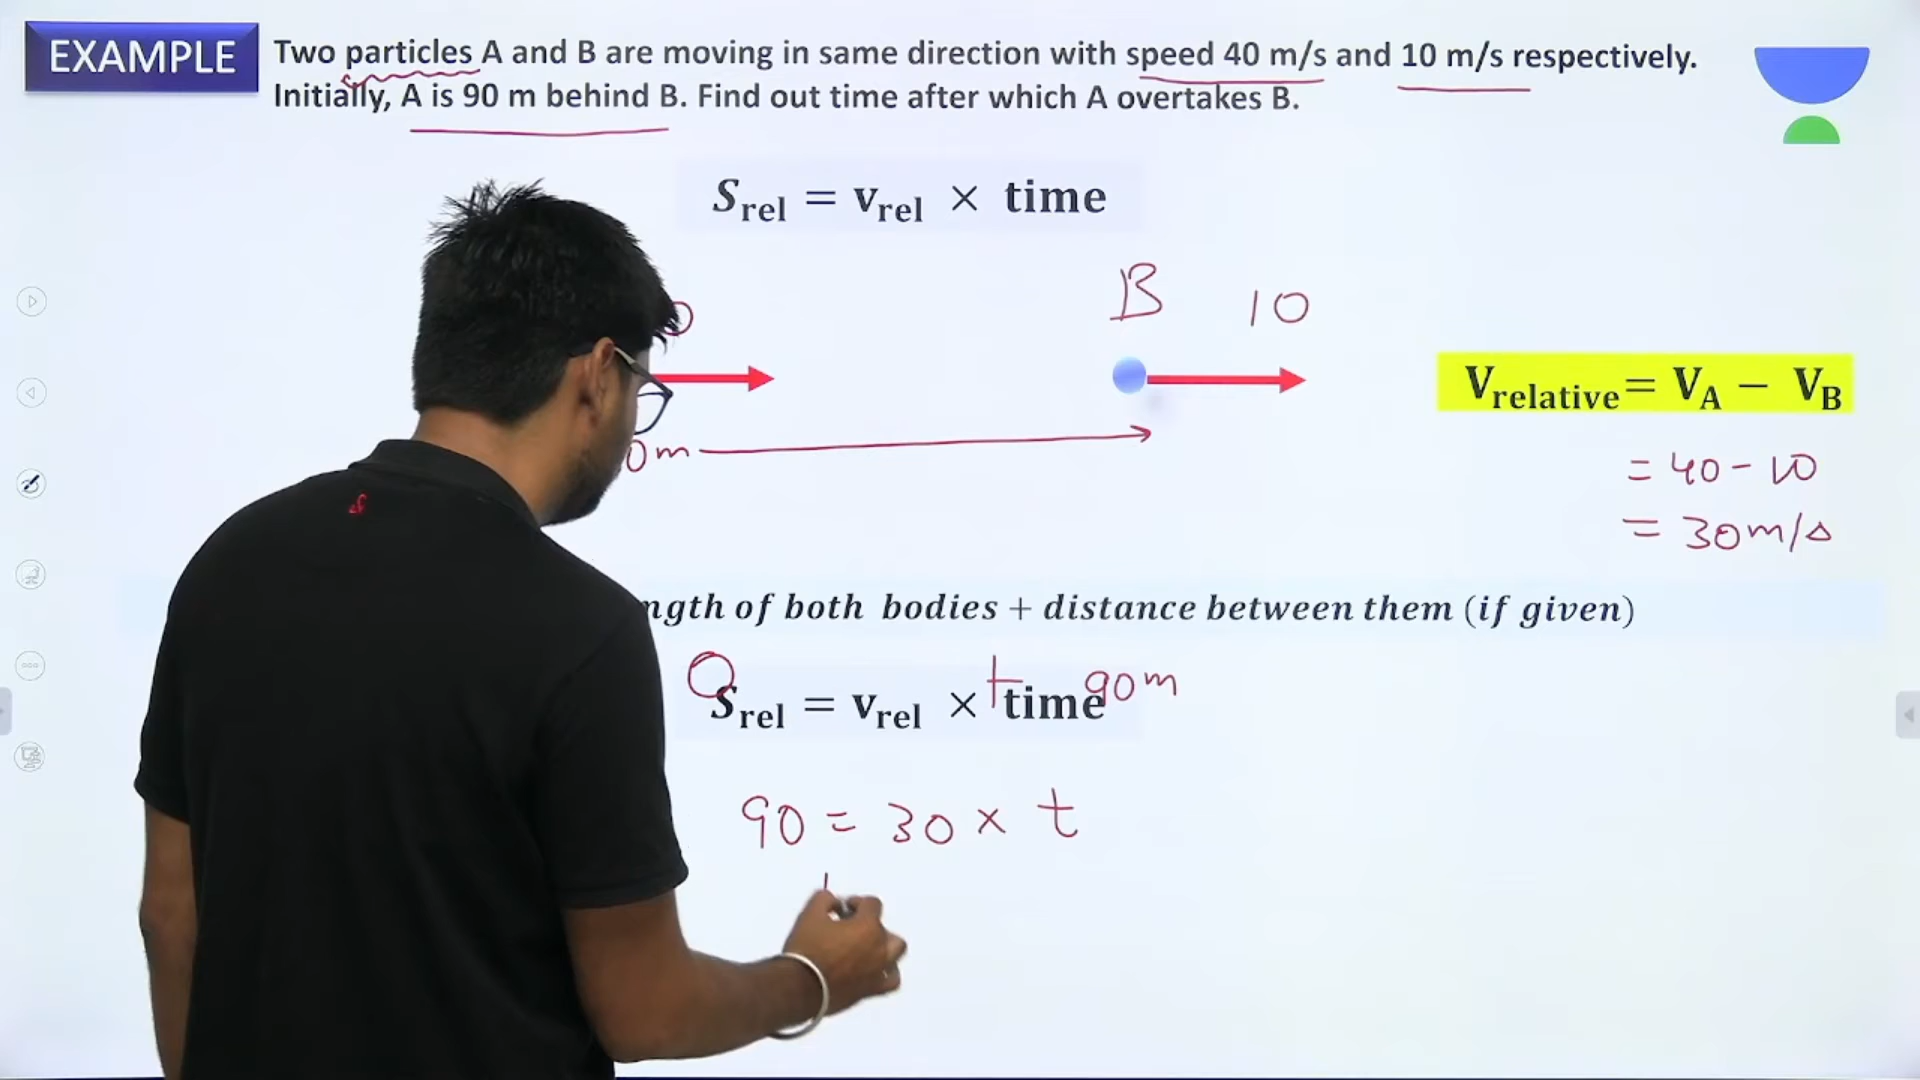 EXAMPLE
Two particles A and B are moving in same direction with speed 40 m/s and 10 m/s respectively.
Initially, A is 90 m behind B. Find out time after which A overtakes B.
Srel = vrel × time
B 10
0m
Vrelative = VA − VB
= 40 - 10
= 30m/s
of both bodies + distance between them (if given)
O + 90m
Srel = vrel × time
90 = 30 × t